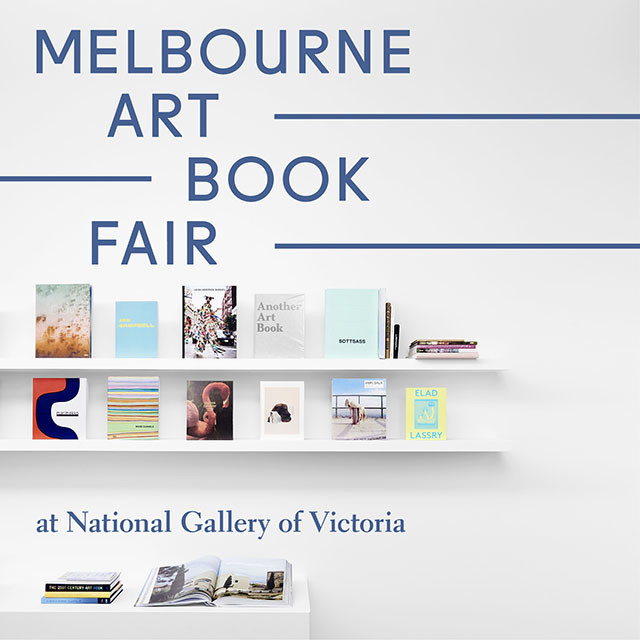 MELBOURNE
ART
BOOK
FAIR
Another
Art
Book
SOTTSASS
ELAD
LASSRY
at National Gallery of Victoria
THE 21ST CENTURY ART BOOK